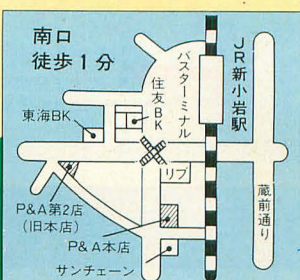 南口
徒歩1分
JR新小岩駅
バスターミナル
住友BK
東海BK
リブ
蔵前通り
P&A第2店
(旧本店)
P&A本店
サンチェーン